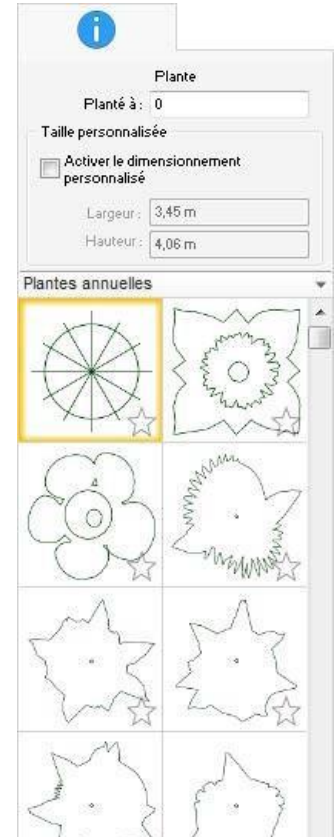 Plante
Planté à : 0
Taille personnalisée
Activer le dimensionnement
personnalisé
Largeur : 3,45 m
Hauteur : 4,06 m
Plantes annuelles